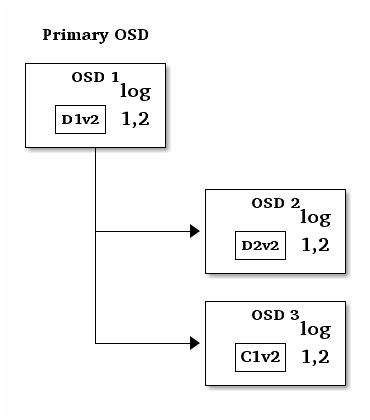 Primary OSD
OSD 1
log
D1v2
1,2
OSD 2
log
D2v2
1,2
OSD 3
log
C1v2
1,2